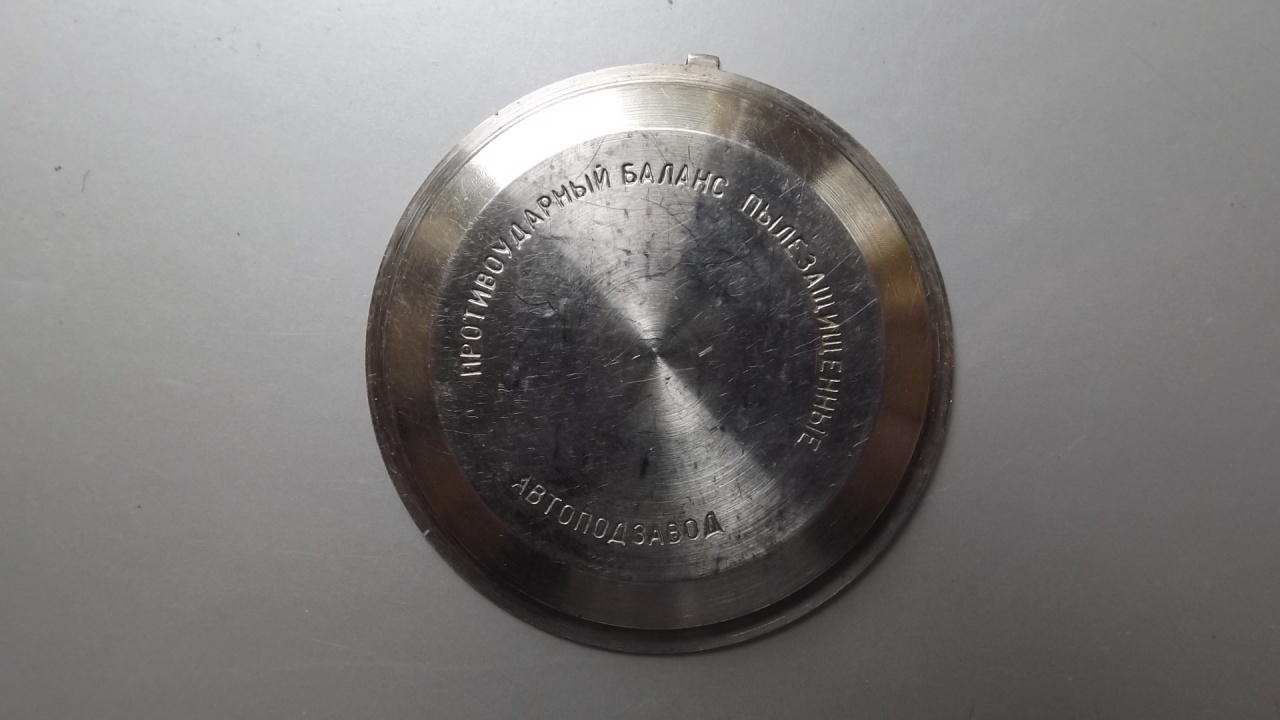 ПРОТИВОУДАРНЫЙ БАЛАНС ПЫЛЕЗАЩИЩЕННЫЕ
АВТОПОДЗАВОД